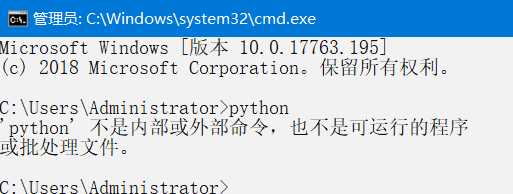 管理员: C:\Windows\system32\cmd.exe
Microsoft Windows [版本 10.0.17763.195]
(c) 2018 Microsoft Corporation。保留所有权利。
C:\Users\Administrator>python
'python' 不是内部或外部命令，也不是可运行的程序
或批处理文件。
C:\Users\Administrator>